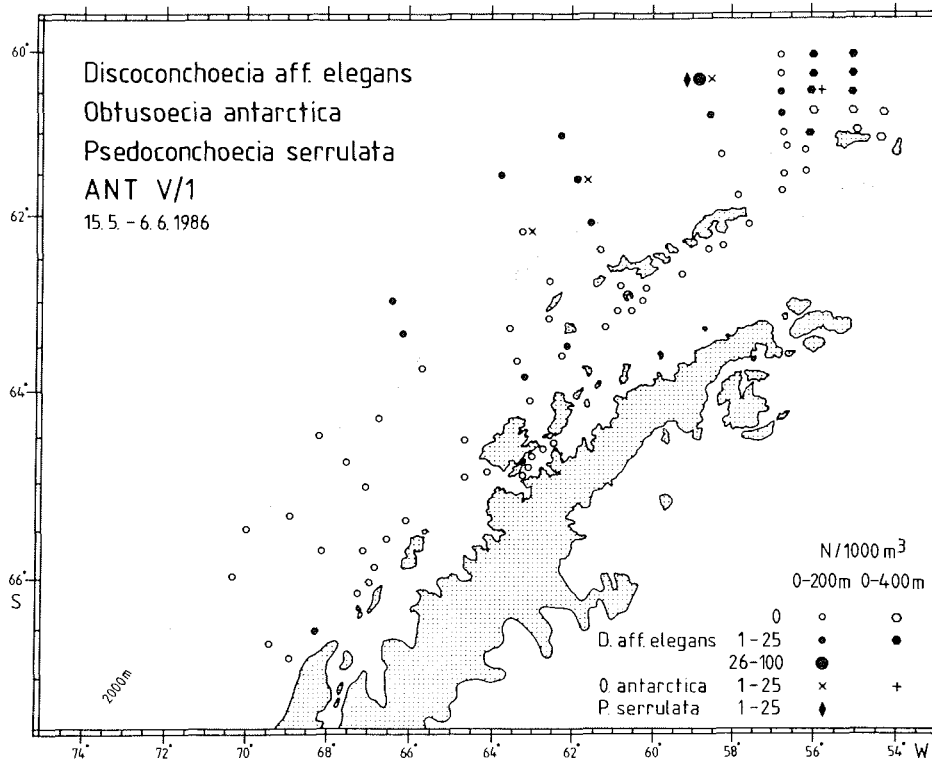 Discoconchoecia aff. elegans
Obtusoecia antarctica
Psedoconchoecia serrulata
ANT V/1
15.5. - 6.6.1986
60°
62°
64°
66°
S
2000m
N/1000 m³
0-200m 0-400m
0
D. aff. elegans 1-25
26-100
O. antarctica 1-25
P. serrulata 1-25
74° 72° 70° 68° 66° 64° 62° 60° 58° 56° 54° W